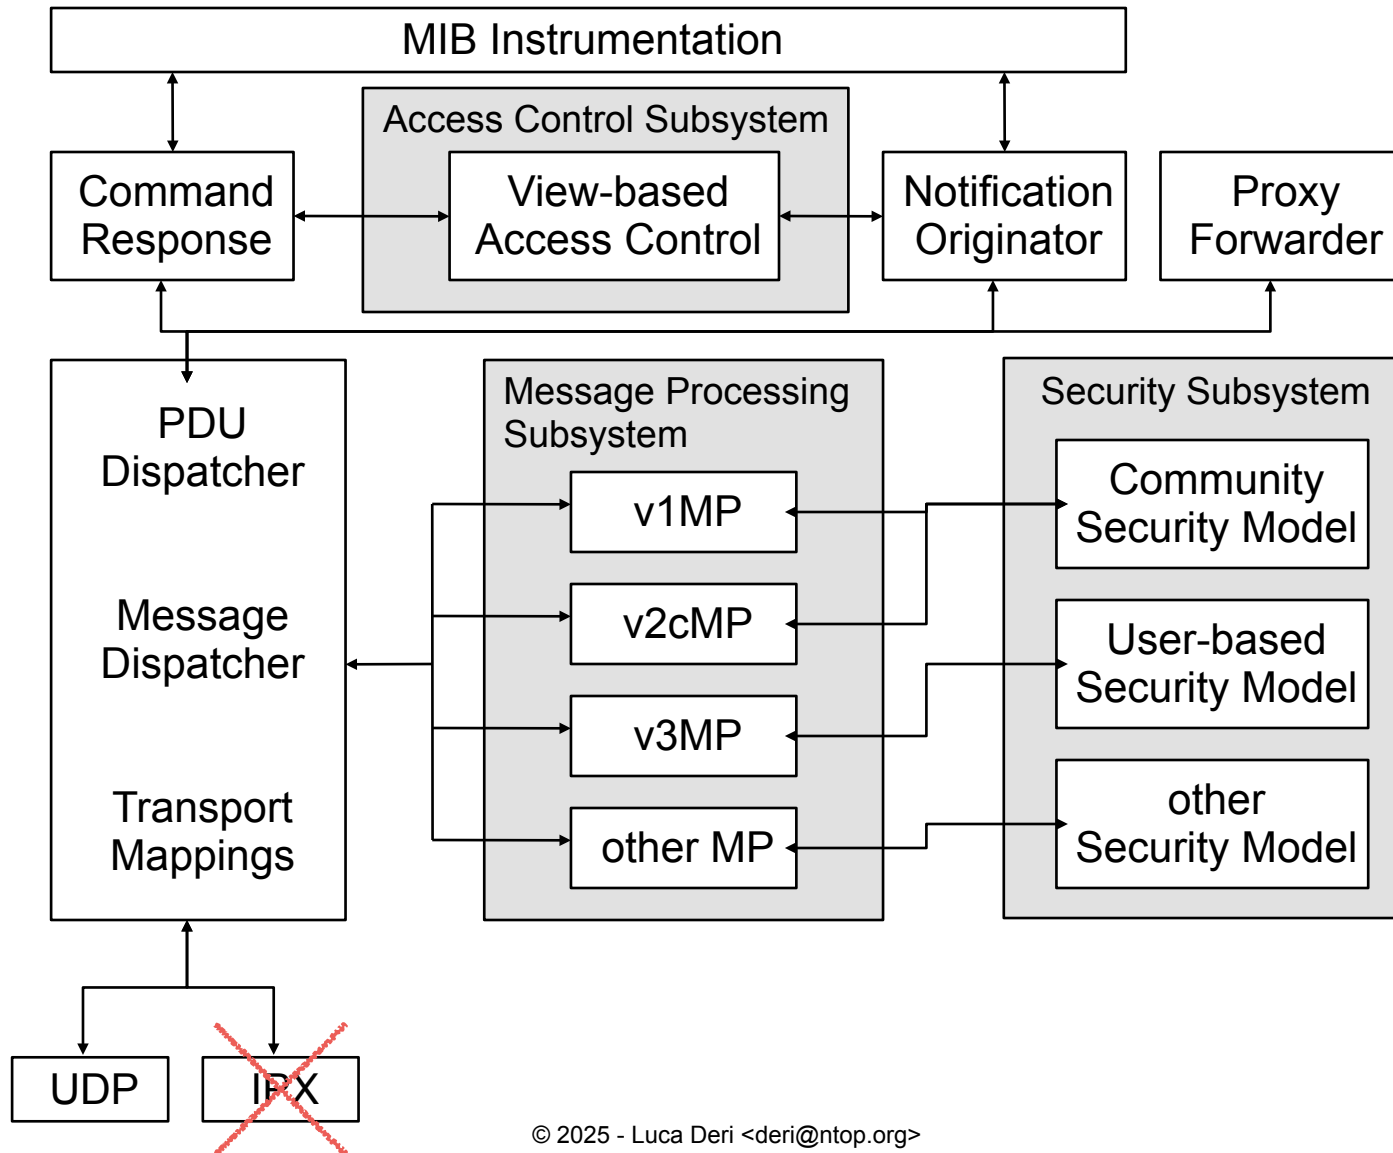 MIB Instrumentation
Access Control Subsystem
Command
Response
View-based
Access Control
Notification
Originator
Proxy
Forwarder
PDU
Dispatcher
Message
Dispatcher
Transport
Mappings
Message Processing
Subsystem
v1MP
v2cMP
v3MP
other MP
Security Subsystem
Community
Security Model
User-based
Security Model
other
Security Model
UDP
IPX
© 2025 - Luca Deri <deri@ntop.org>